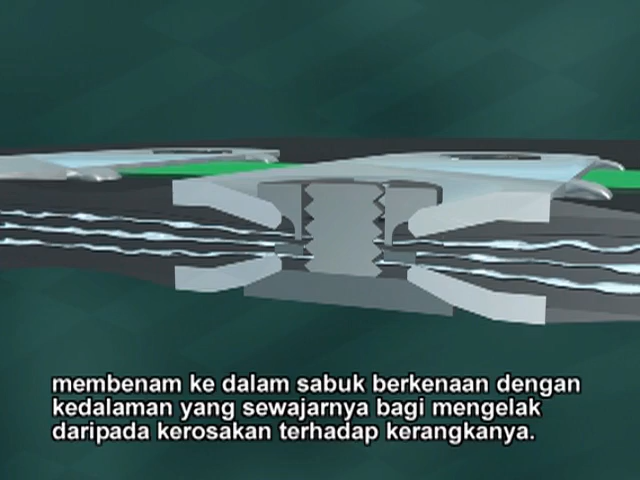 membenam ke dalam sabuk berkenaan dengan
kedalaman yang sewajarnya bagi mengelak
daripada kerosakan terhadap kerangkanya.